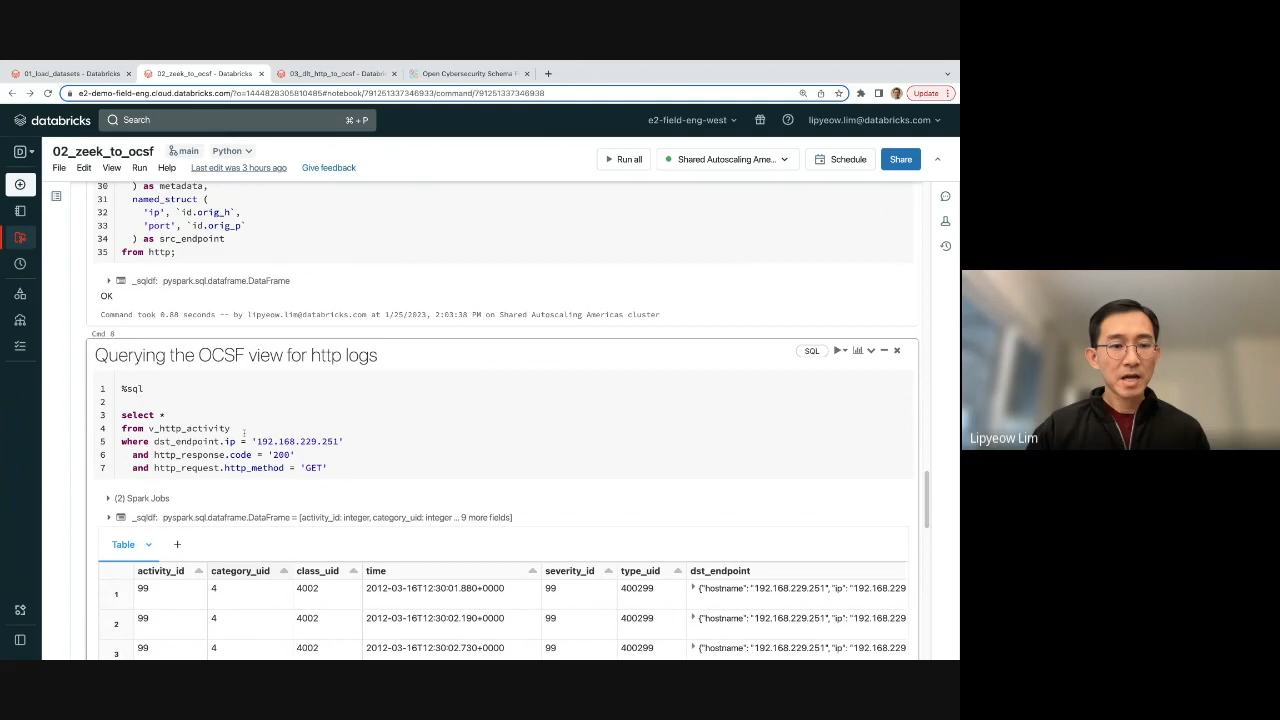 01_load_datasets - Databricks
02_zeek_to_ocsf - Databricks
03_dlt_http_to_ocsf - Databric
Open Cybersecurity Schema F
e2-demo-field-eng.cloud.databricks.com/?o=1444828305810485#notebook/791251337346933/command/791251337346938
Update
databricks
Search
⌘ + P
e2-field-eng-west
lipyeow.lim@databricks.com
D
02_zeek_to_ocsf
main
Python
File Edit View Run Help Last edit was 3 hours ago Give feedback
Run all
Shared Autoscaling Ame...
Schedule
Share
30 ) as metadata,
31 named_struct (
32 'ip', `id.orig_h`,
33 'port', `id.orig_p`
34 ) as src_endpoint
35 from http;
_sqldf: pyspark.sql.dataframe.DataFrame
OK
Command took 0.88 seconds -- by lipyeow.lim@databricks.com at 1/25/2023, 2:03:38 PM on Shared Autoscaling Americas cluster
Cmd 8
Querying the OCSF view for http logs
SQL
1 %sql
2
3 select *
4 from v_http_activity
5 where dst_endpoint.ip = '192.168.229.251'
6 and http_response.code = '200'
7 and http_request.http_method = 'GET'
(2) Spark Jobs
_sqldf: pyspark.sql.dataframe.DataFrame = [activity_id: integer, category_uid: integer ... 9 more fields]
Table
activity_id category_uid class_uid time severity_id type_uid dst_endpoint
1 99 4 4002 2012-03-16T12:30:01.880+0000 99 400299 {"hostname": "192.168.229.251", "ip": "192.168.229
2 99 4 4002 2012-03-16T12:30:02.190+0000 99 400299 {"hostname": "192.168.229.251", "ip": "192.168.229
3 99 4 4002 2012-03-16T12:30:02.730+0000 99 400299 {"hostname": "192.168.229.251", "ip": "192.168.229
Lipyeow Lim